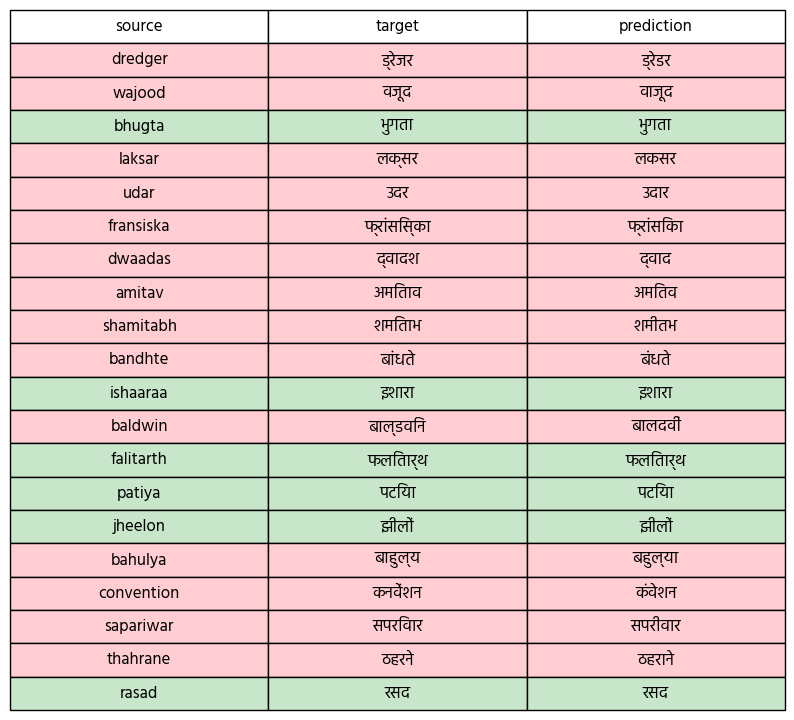 source target prediction
dredger ड्रेजर ड्रेडर
wajood वजूद वाजूद
bhugta भुगता भुगता
laksar लक्सर लकसर
udar उदर उदार
fransiska फ्रांसिस्का फ्रांसिका
dwaadas द्वादश द्वाद
amitav अमिताव अमितव
shamitabh शमिताभ शमीतभ
bandhte बांधते बंधते
ishaaraa इशारा इशारा
baldwin बाल्डविन बालदवी
falitarth फलितार्थ फलितार्थ
patiya पटिया पटिया
jheelon झीलों झीलों
bahulya बाहुल्य बहुल्या
convention कनवेंशन कंवेशन
sapariwar सपरिवार सपरीवार
thahrane ठहरने ठहराने
rasad रसद रसद